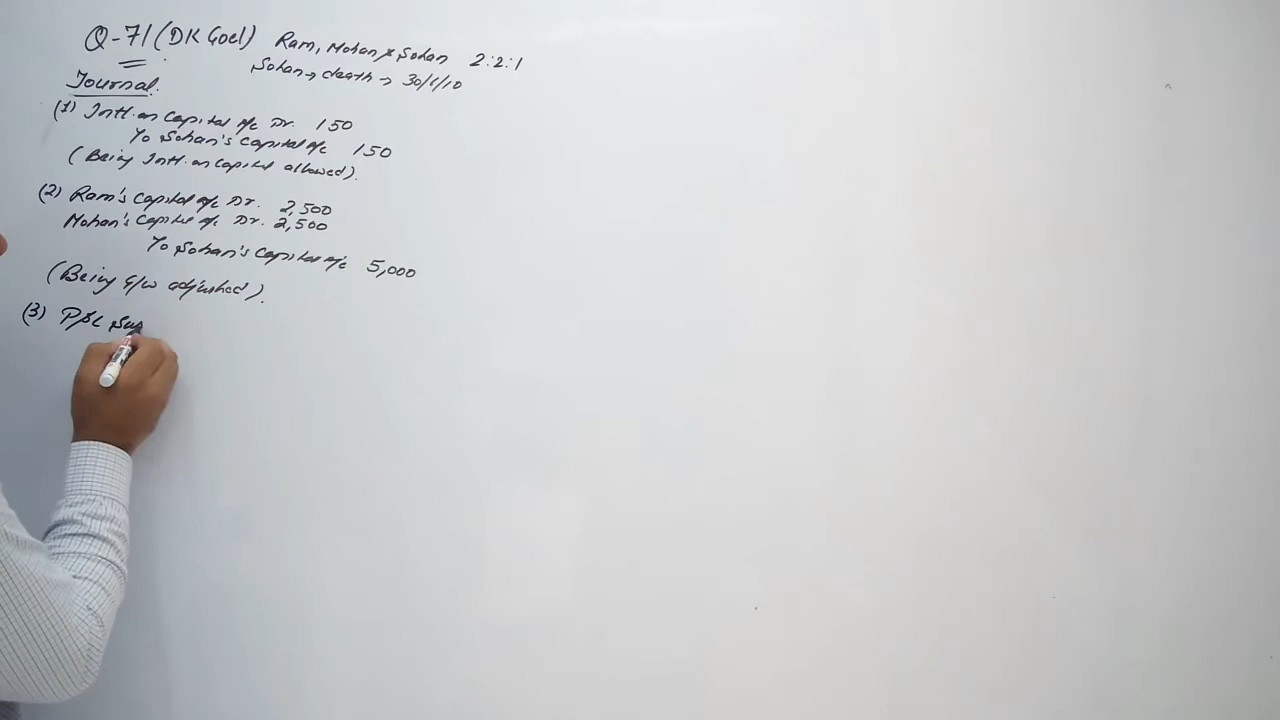 Q-71 (DK Goel) Ram, Mohan & Sohan 2:2:1
Sohan → death → 30/6/10
Journal.
(1) Intt. on Capital A/c Dr. 150
To Sohan's Capital A/c 150
(Being Intt. on Capital allowed).
(2) Ram's Capital A/c Dr. 2,500
Mohan's Capital A/c Dr. 2,500
To Sohan's Capital A/c 5,000
(Being G/W adjusted).
(3) P&L Sus